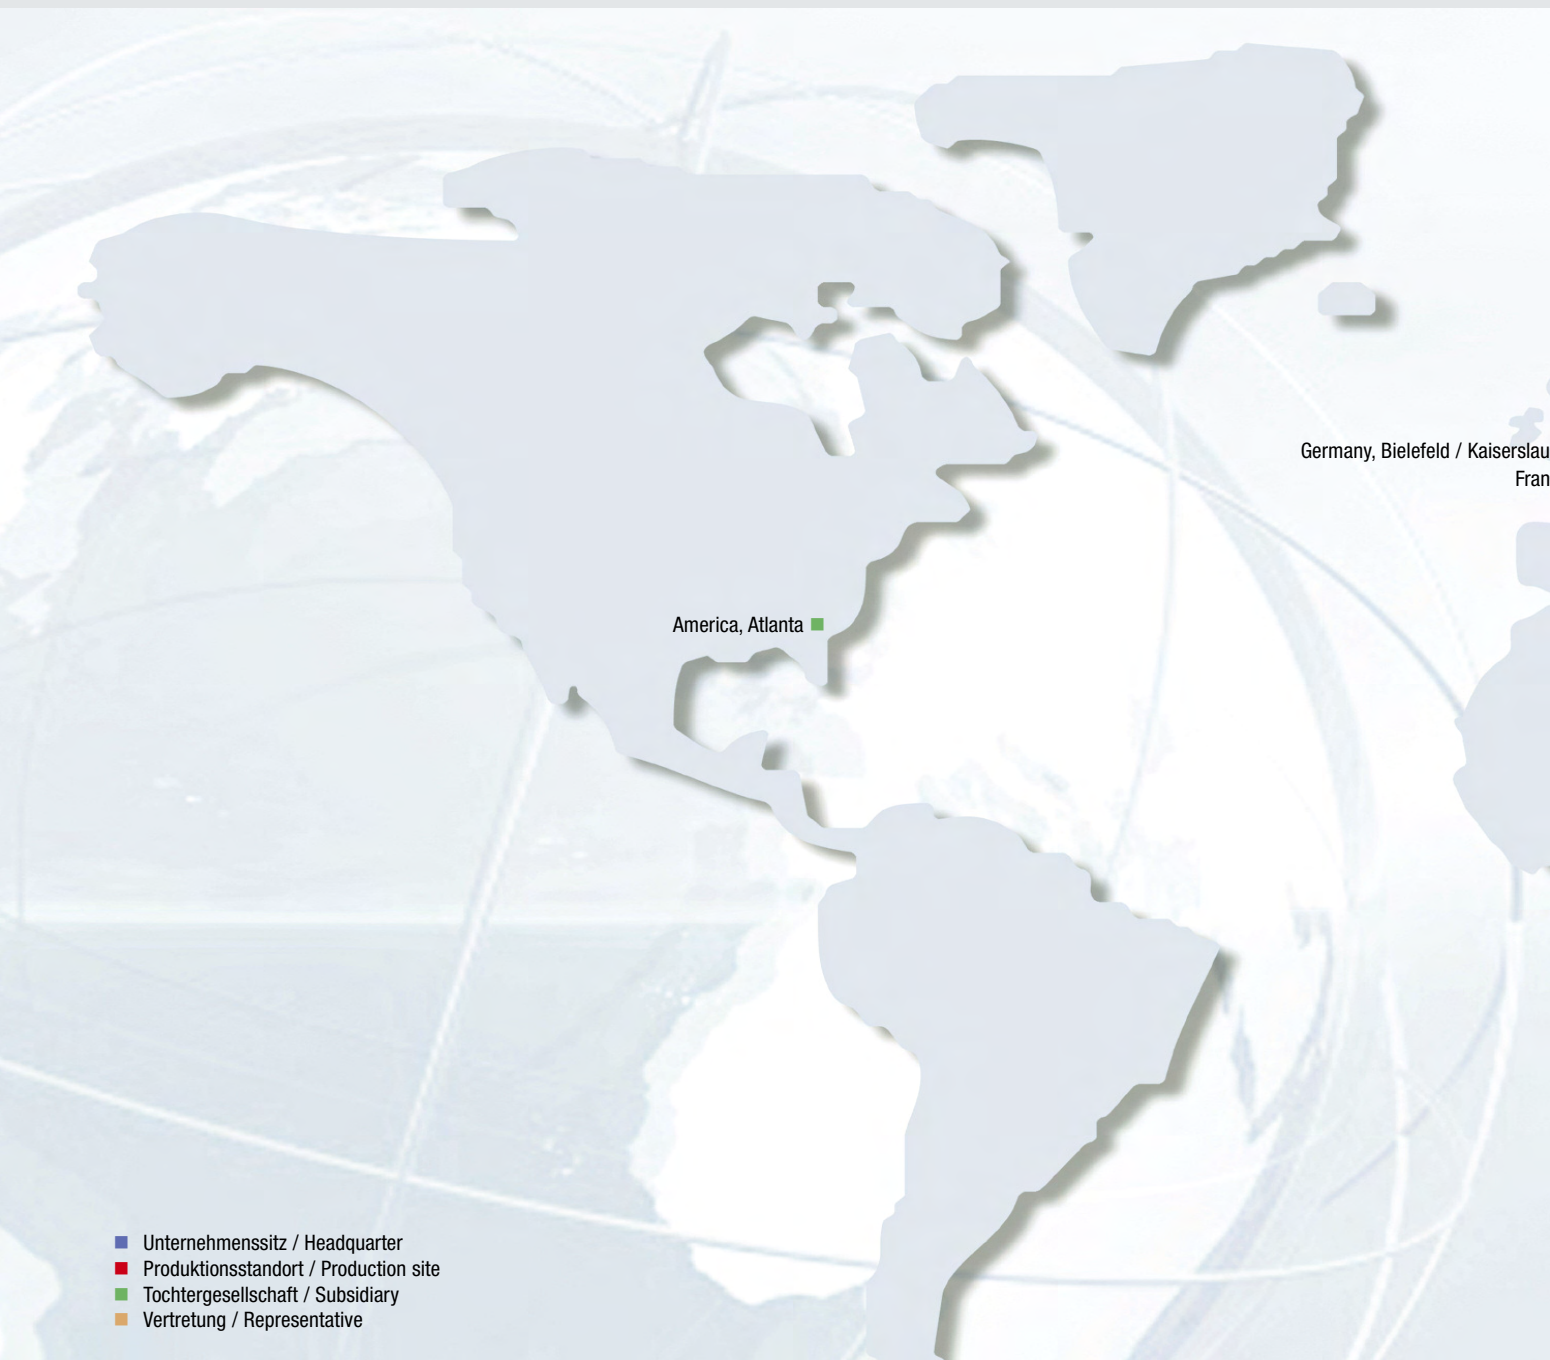 Germany, Bielefeld / Kaiserslau
Fran
America, Atlanta
Unternehmenssitz / Headquarter
Produktionsstandort / Production site
Tochtergesellschaft / Subsidiary
Vertretung / Representative